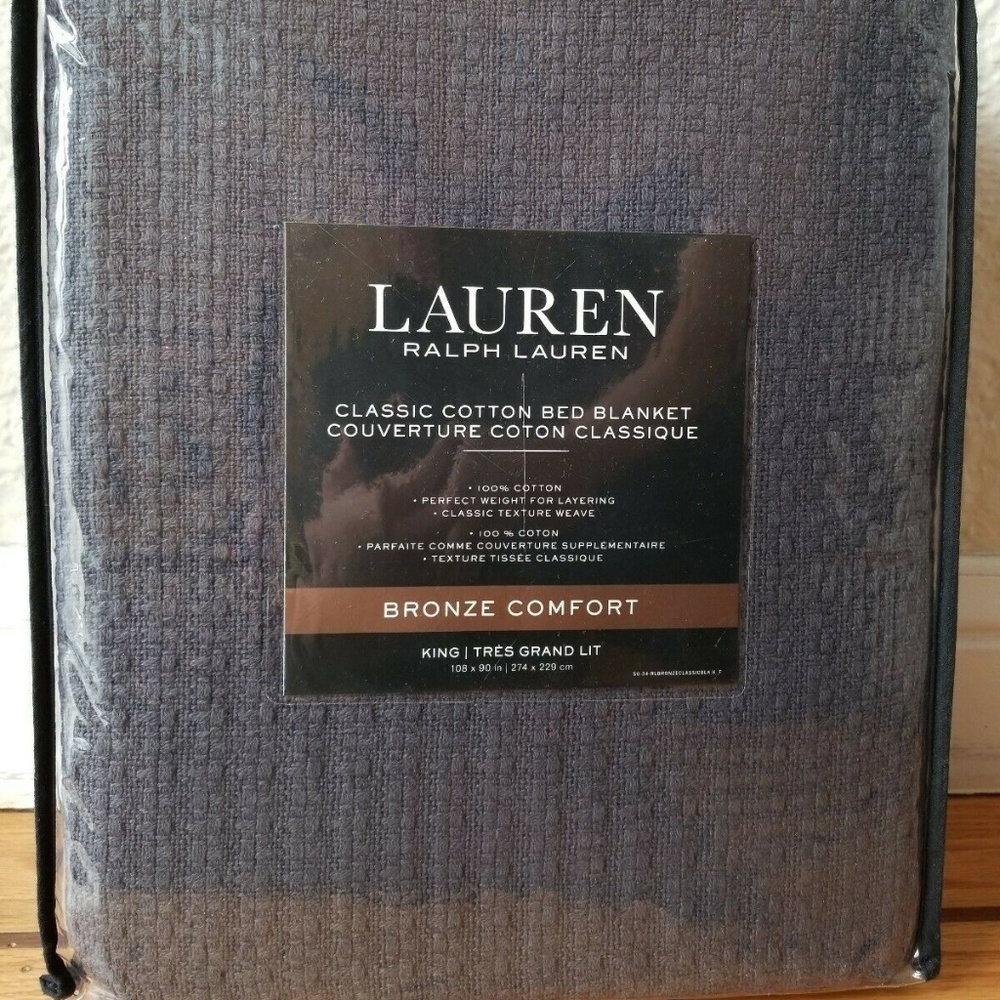 LAUREN
RALPH LAUREN
CLASSIC COTTON BED BLANKET
COUVERTURE COTON CLASSIQUE
• 100% COTTON
• PERFECT WEIGHT FOR LAYERING
• CLASSIC TEXTURE WEAVE
• 100 % COTON
• PARFAITE COMME COUVERTURE SUPPLÉMENTAIRE
• TEXTURE TISSÉE CLASSIQUE
BRONZE COMFORT
KING | TRÈS GRAND LIT
108 x 90 in | 274 x 229 cm